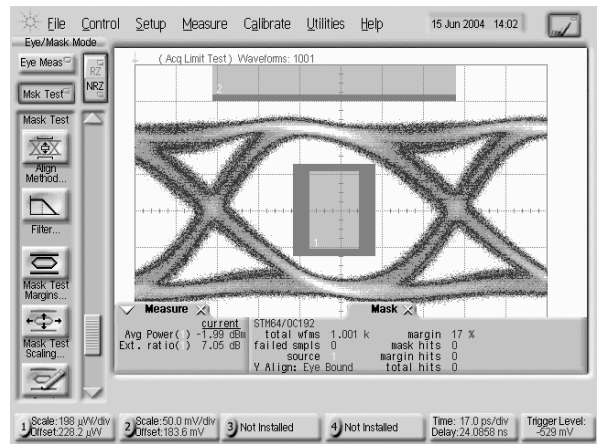 File Control Setup Measure Calibrate Utilities Help 15 Jun 2004 14:02
Eye/Mask Mode
Eye Meas
Msk Test
RZ
NRZ
(Acq Limit Test) Waveforms: 1001
2
1
Mask Test
Align
Method...
Filter...
Mask Test
Margins...
Mask Test
Scaling...
Measure
current
Avg Power( ) -1.99 dBm
Ext. ratio( ) 7.05 dB
Mask
STM64/OC192
total wfms 1.001 k margin 17 %
failed smpls 0 mask hits 0
source 1 margin hits 0
Y Align: Eye Bound total hits 0
1 Scale:198 µW/div
Offset:228.2 µW
2 Scale:50.0 mV/div
Offset:183.6 mV
3 Not Installed
4 Not Installed
Time: 17.0 ps/div
Delay:24.0858 ns
Trigger Level:
-529 mV